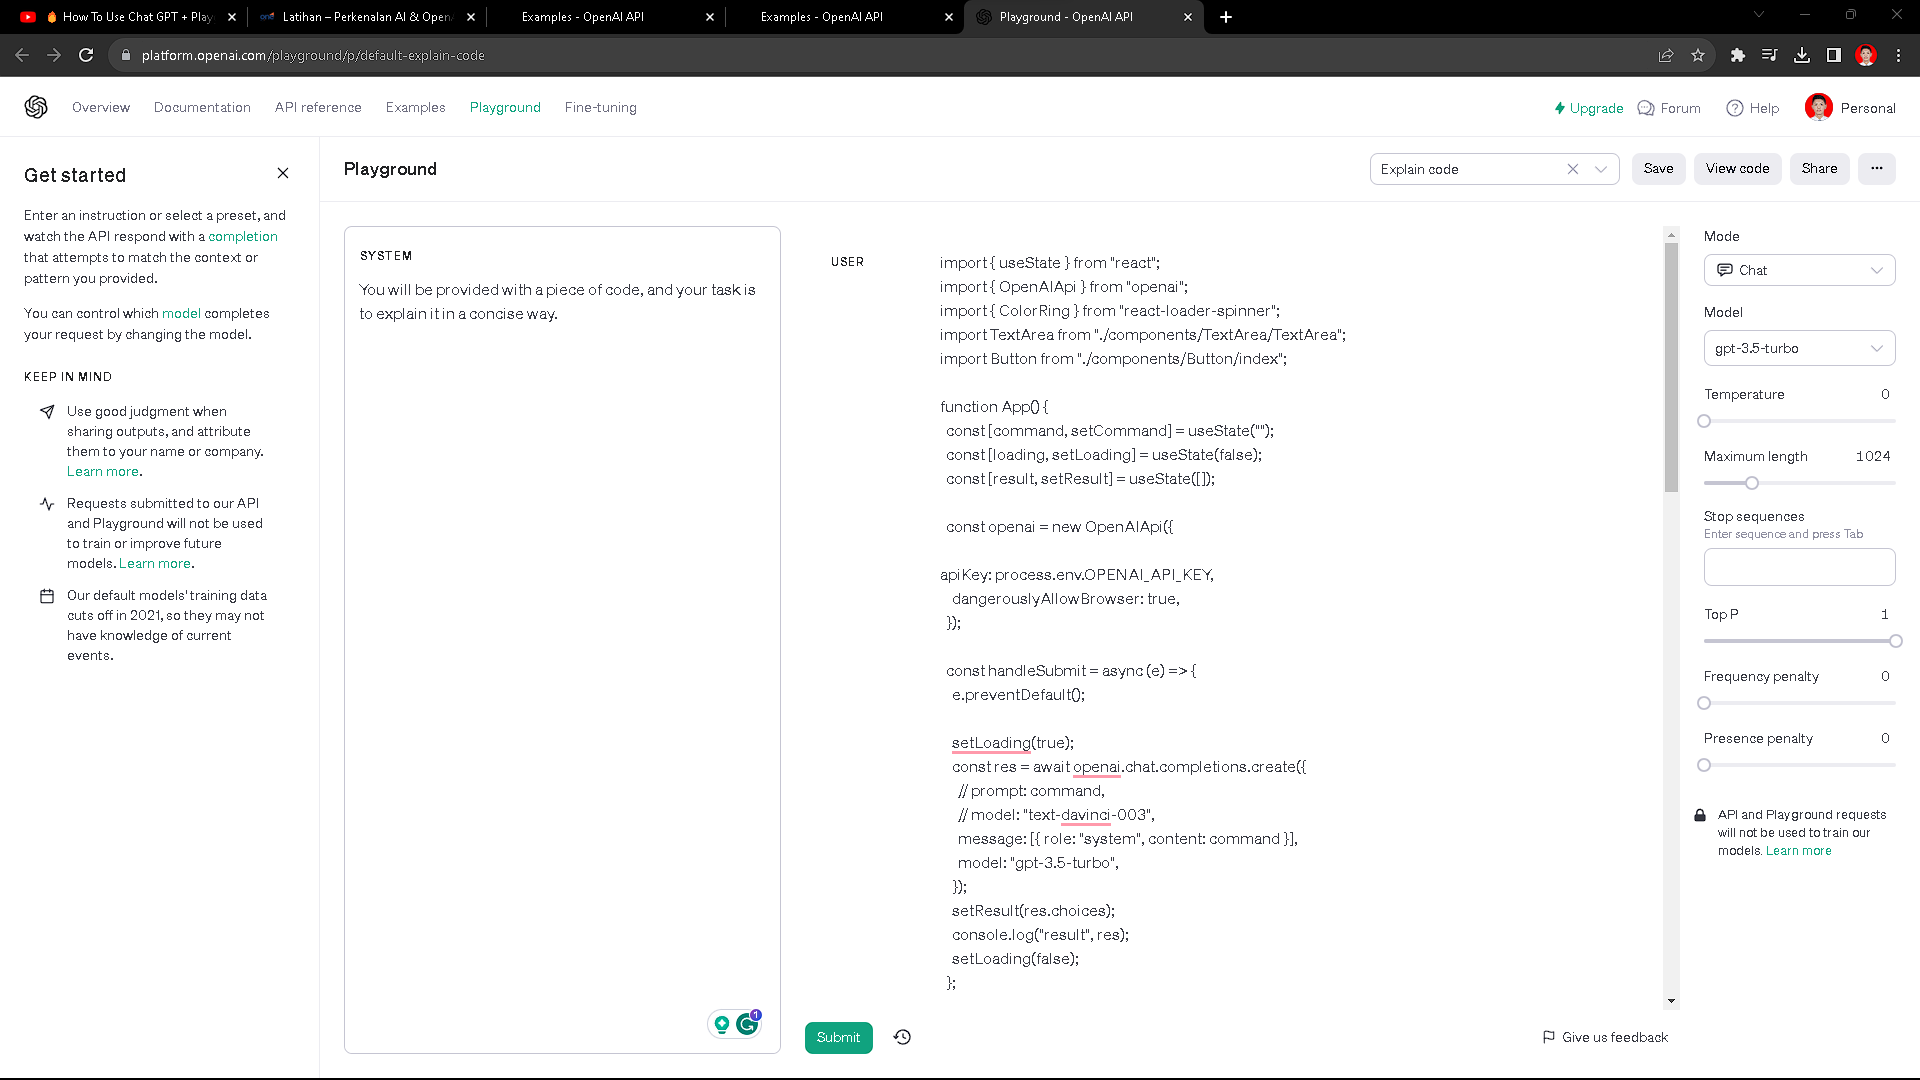 How To Use Chat GPT + Play
Latihan – Perkenalan AI & Open
Examples - OpenAI API
Examples - OpenAI API
Playground - OpenAI API
platform.openai.com/playground/p/default-explain-code
Overview
Documentation
API reference
Examples
Playground
Fine-tuning
Upgrade
Forum
Help
Personal
Get started
Enter an instruction or select a preset, and
watch the API respond with a completion
that attempts to match the context or
pattern you provided.
You can control which model completes
your request by changing the model.
KEEP IN MIND
Use good judgment when
sharing outputs, and attribute
them to your name or company.
Learn more.
Requests submitted to our API
and Playground will not be used
to train or improve future
models. Learn more.
Our default models' training data
cuts off in 2021, so they may not
have knowledge of current
events.
Playground
Explain code
Save
View code
Share
SYSTEM
You will be provided with a piece of code, and your task is
to explain it in a concise way.
1
USER
import { useState } from "react";
import { OpenAIApi } from "openai";
import { ColorRing } from "react-loader-spinner";
import TextArea from "./components/TextArea/TextArea";
import Button from "./components/Button/index";
function App() {
const [command, setCommand] = useState("");
const [loading, setLoading] = useState(false);
const [result, setResult] = useState([]);
const openai = new OpenAIApi({
apiKey: process.env.OPENAI_API_KEY,
dangerouslyAllowBrowser: true,
});
const handleSubmit = async (e) => {
e.preventDefault();
setLoading(true);
const res = await openai.chat.completions.create({
// prompt: command,
// model: "text-davinci-003",
message: [{ role: "system", content: command }],
model: "gpt-3.5-turbo",
});
setResult(res.choices);
console.log("result", res);
setLoading(false);
};
Submit
Give us feedback
Mode
Chat
Model
gpt-3.5-turbo
Temperature 0
Maximum length 1024
Stop sequences
Enter sequence and press Tab
Top P 1
Frequency penalty 0
Presence penalty 0
API and Playground requests
will not be used to train our
models. Learn more